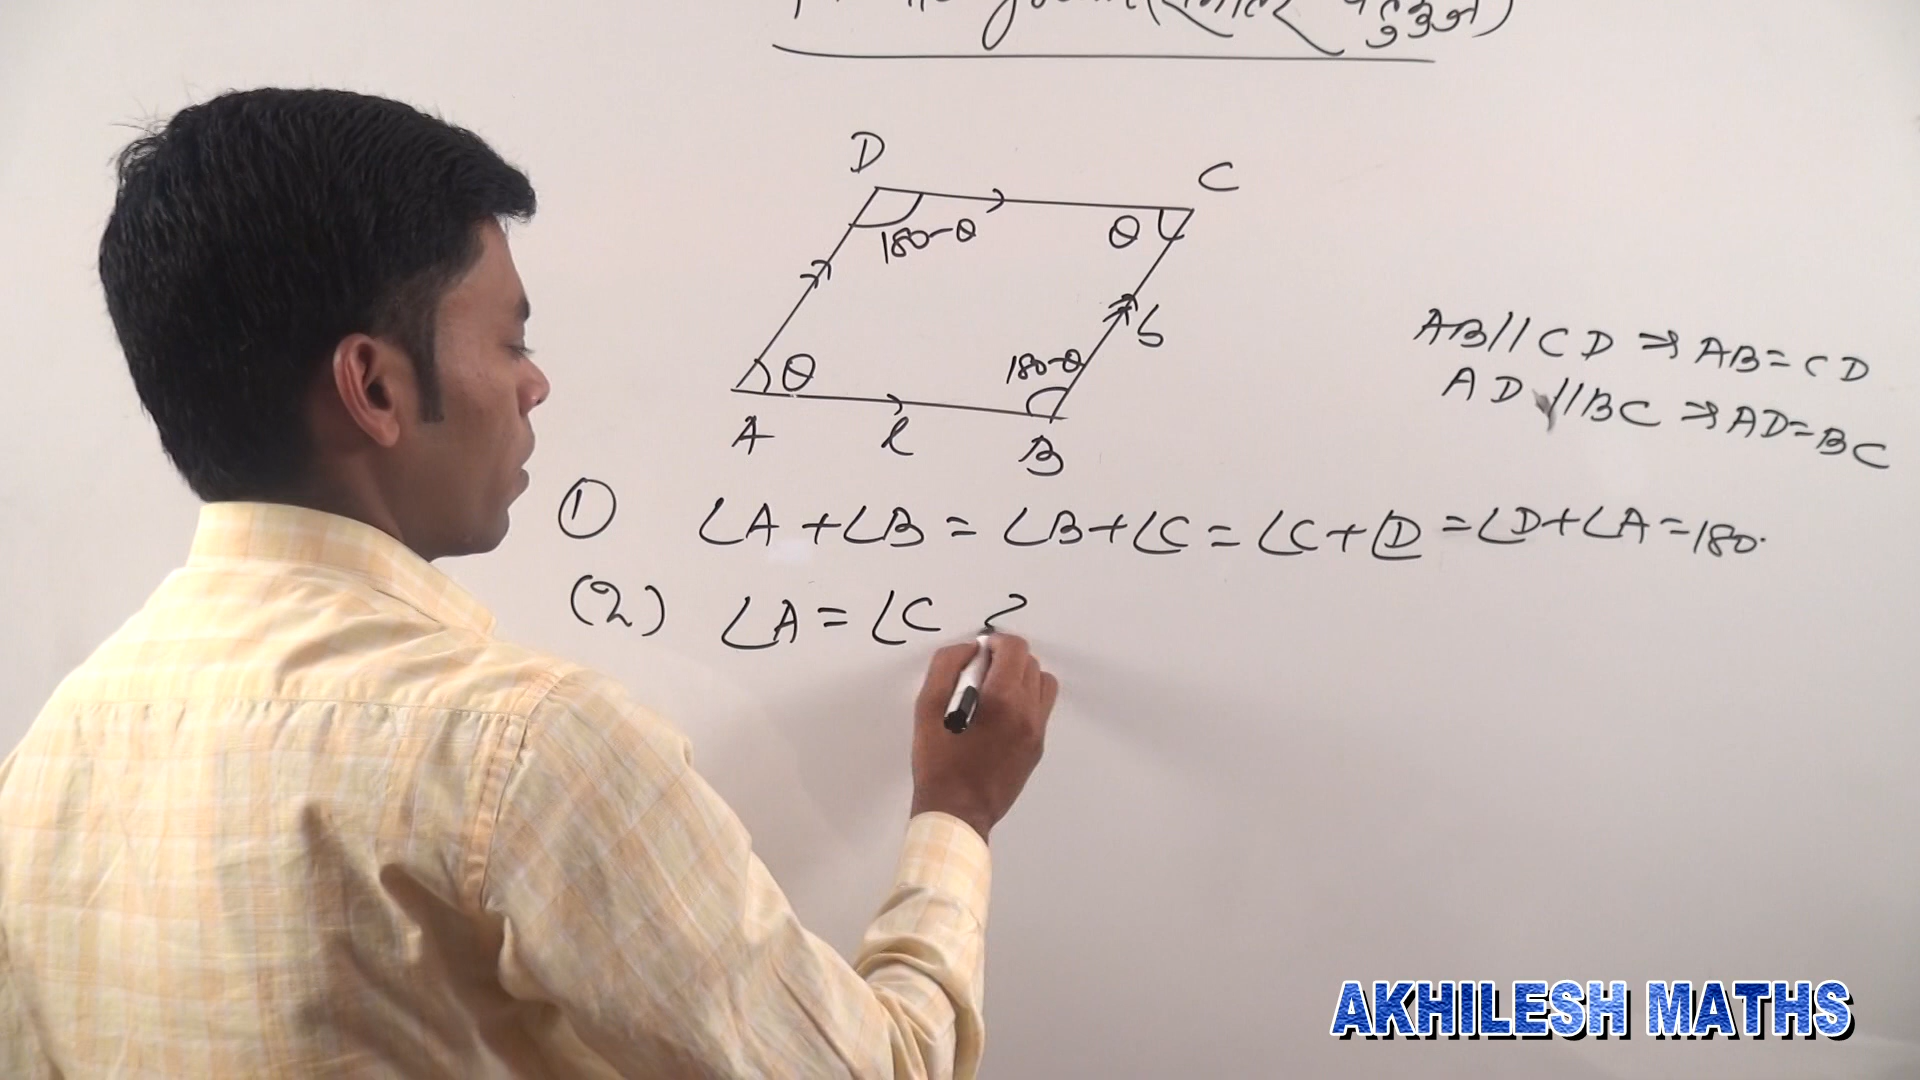 D
C
180-θ
θ
b
θ
180-θ
A
l
B
AB//CD ⇒ AB=CD
AD //BC ⇒ AD=BC
① ∠A+∠B = ∠B+∠C = ∠C+∠D = ∠D+∠A = 180.
(2) ∠A = ∠C
AKHILESH MATHS